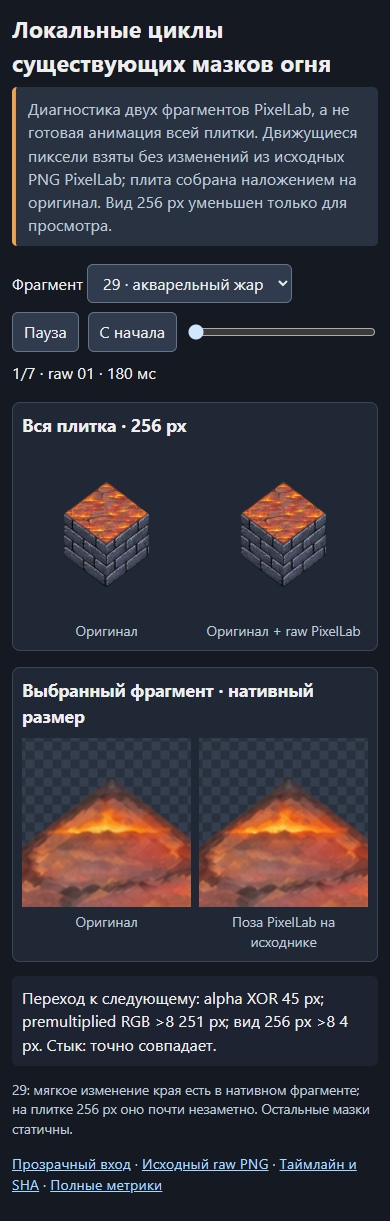 Локальные циклы
существующих мазков огня
Диагностика двух фрагментов PixelLab, а не
готовая анимация всей плитки. Движущиеся
пиксели взяты без изменений из исходных
PNG PixelLab; плита собрана наложением на
оригинал. Вид 256 px уменьшен только для
просмотра.
Фрагмент 29 · акварельный жар
Пауза С начала
1/7 · raw 01 · 180 мс
Вся плитка · 256 px
Оригинал Оригинал + raw PixelLab
Выбранный фрагмент · нативный
размер
Оригинал Поза PixelLab на
исходнике
Переход к следующему: alpha XOR 45 px;
premultiplied RGB >8 251 px; вид 256 px >8 4
px. Стык: точно совпадает.
29: мягкое изменение края есть в нативном фрагменте;
на плитке 256 px оно почти незаметно. Остальные мазки
статичны.
Прозрачный вход · Исходный raw PNG · Таймлайн и
SHA · Полные метрики